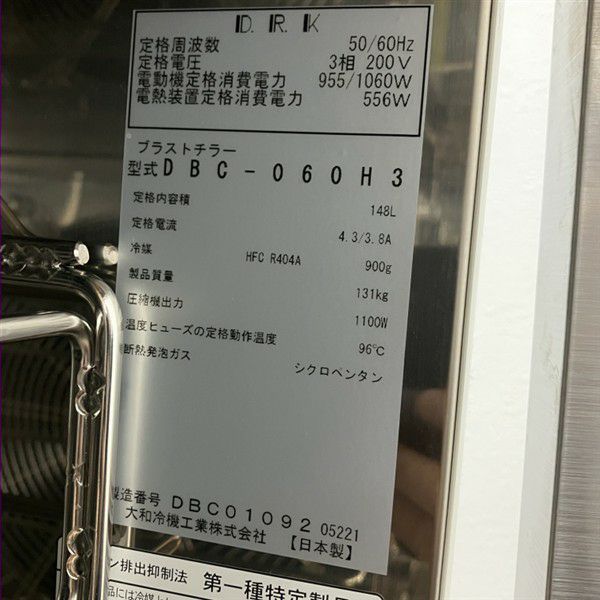 D.R.K
定格周波数 50/60Hz
定格電圧 3相 200V
電動機定格消費電力 955/1060W
電熱装置定格消費電力 556W
ブラストチラー
型式 DBC-060H3
定格内容積 148L
定格電流 4.3/3.8A
冷媒 HFC R404A 900g
製品質量 131kg
圧縮機出力 1100W
温度ヒューズの定格動作温度 96℃
断熱発泡ガス シクロペンタン
製造番号 DBC01092 05221
大和冷機工業株式会社 【日本製】
ン排出抑制法 第一種特定製
品には冷媒と